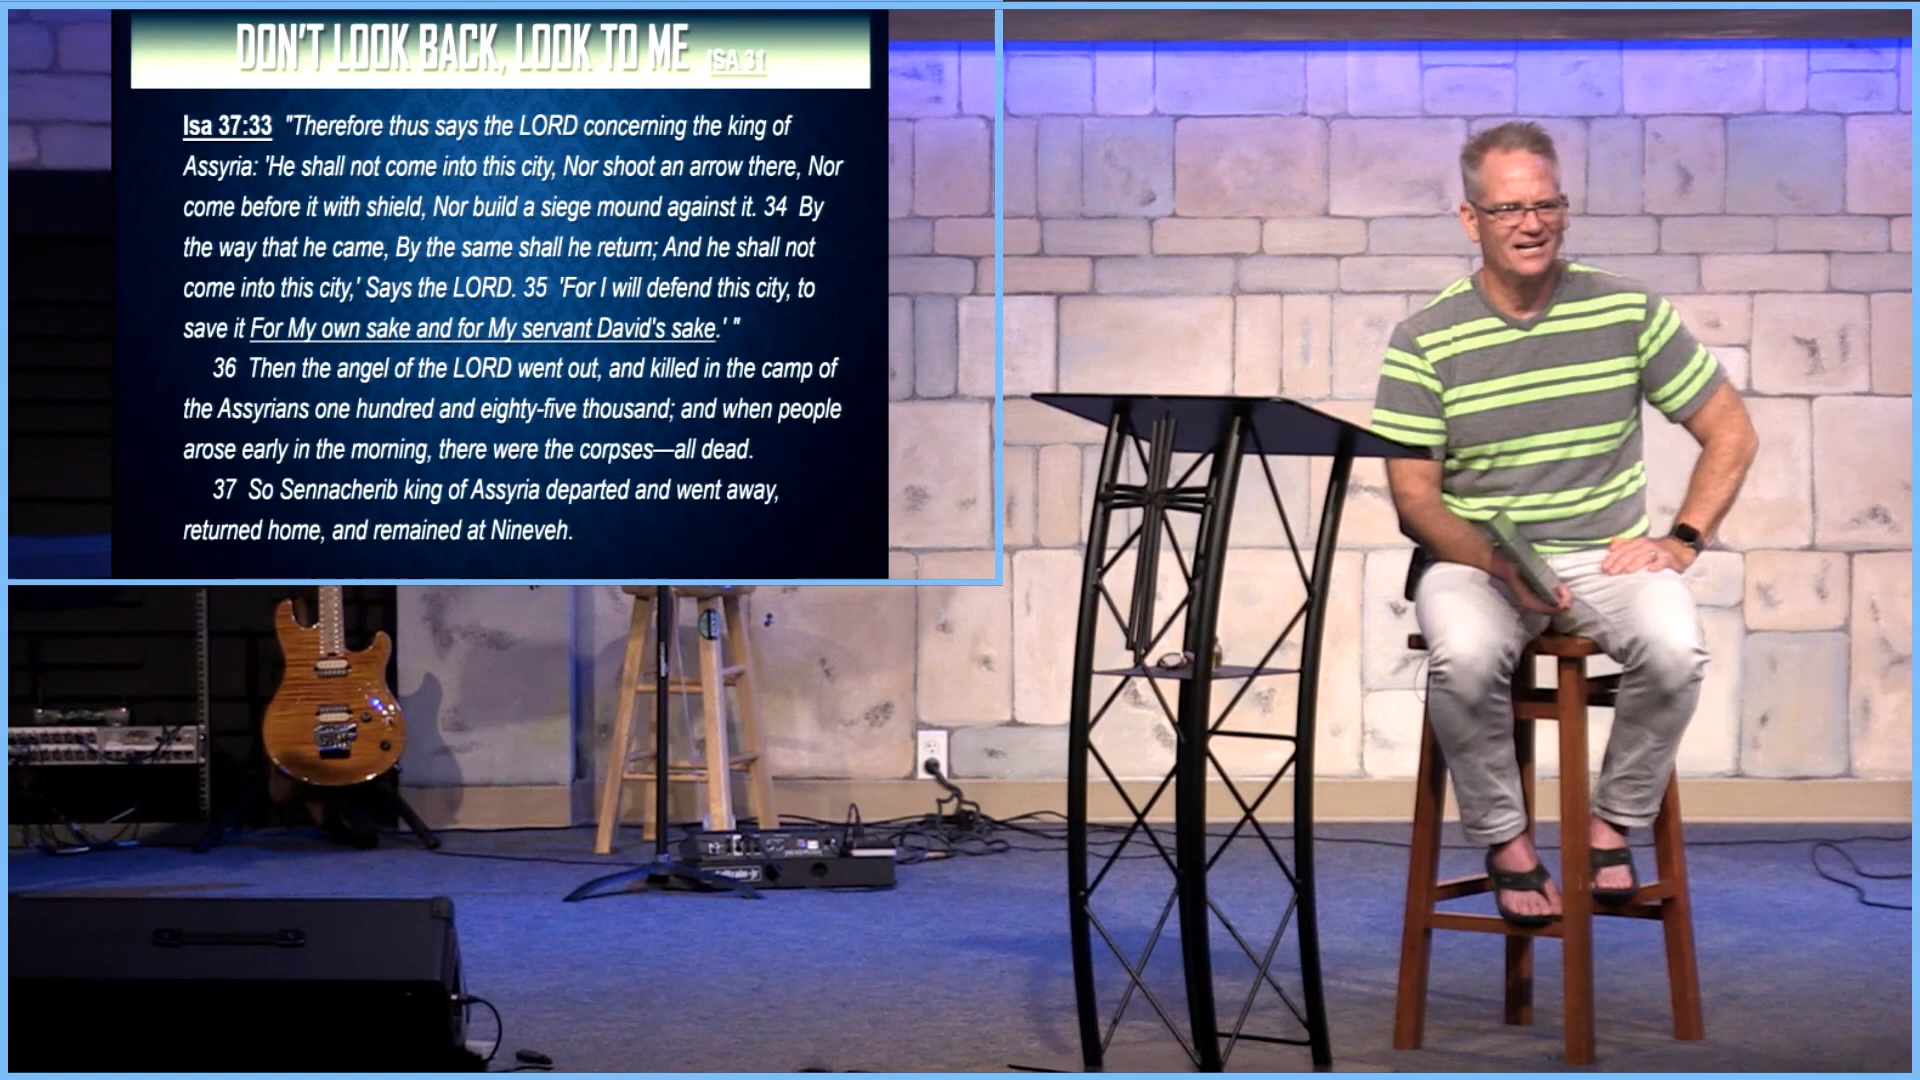 DON'T LOOK BACK, LOOK TO ME ISA 31
Isa 37:33 "Therefore thus says the LORD concerning the king of
Assyria: 'He shall not come into this city, Nor shoot an arrow there, Nor
come before it with shield, Nor build a siege mound against it. 34 By
the way that he came, By the same shall he return; And he shall not
come into this city,' Says the LORD. 35 'For I will defend this city, to
save it For My own sake and for My servant David's sake.' "
36 Then the angel of the LORD went out, and killed in the camp of
the Assyrians one hundred and eighty-five thousand; and when people
arose early in the morning, there were the corpses—all dead.
37 So Sennacherib king of Assyria departed and went away,
returned home, and remained at Nineveh.